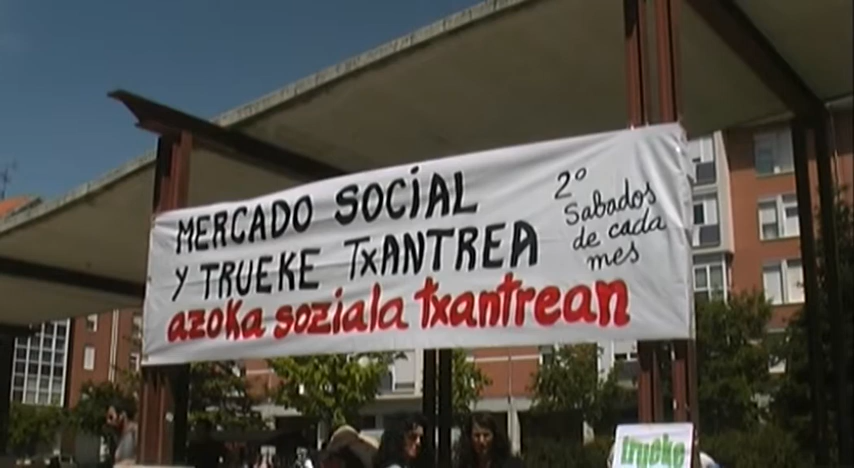 MERCADO SOCIAL
Y TRUEKE TXANTREA
azoka soziala txantrean
2º
Sabados
de cada
mes
trueke